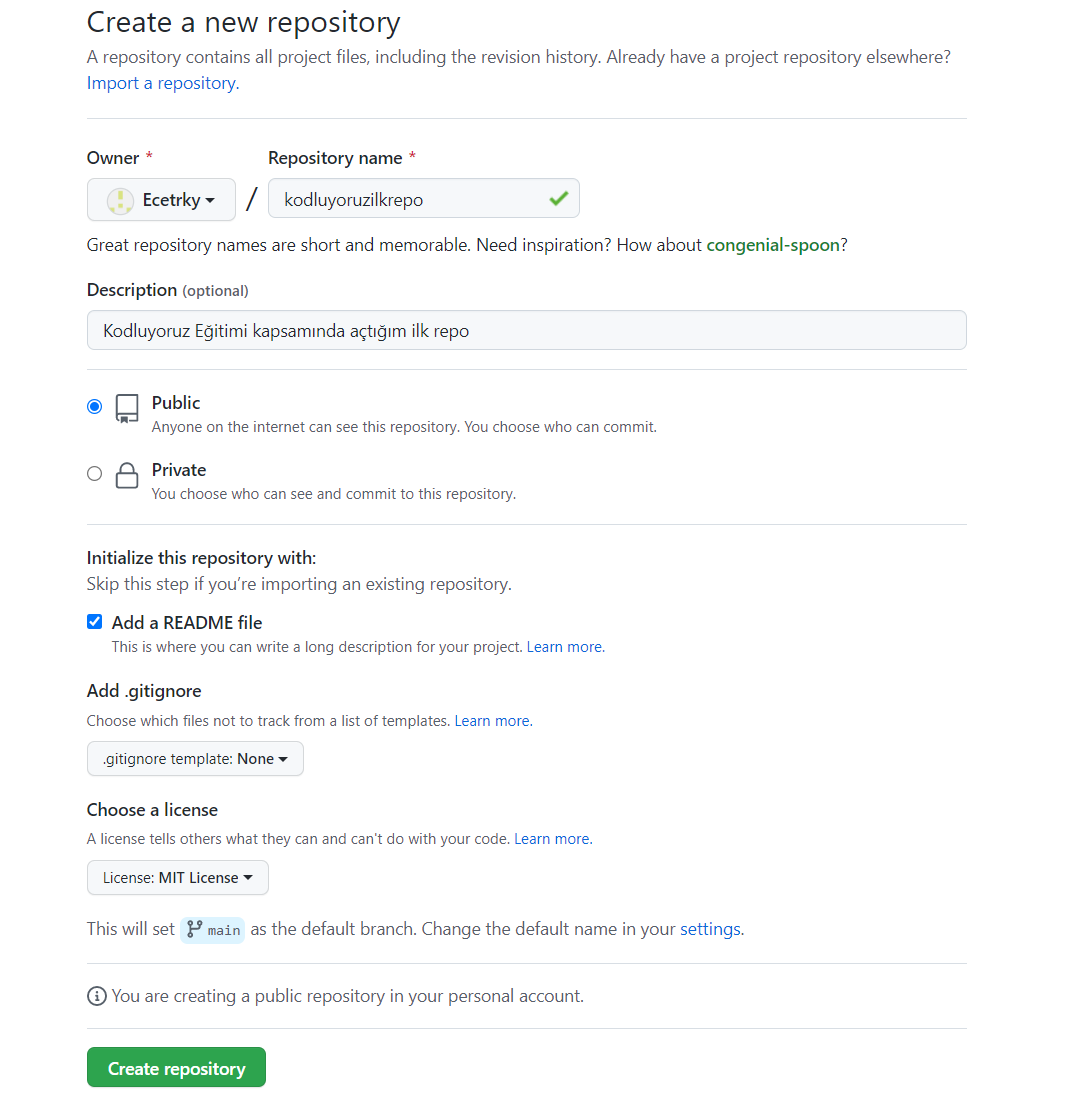 Create a new repository
A repository contains all project files, including the revision history. Already have a project repository elsewhere?
Import a repository.
Owner * Repository name *
Ecetrky / kodluyoruzilkrepo
Great repository names are short and memorable. Need inspiration? How about congenial-spoon?
Description (optional)
Kodluyoruz Eğitimi kapsamında açtığım ilk repo
Public
Anyone on the internet can see this repository. You choose who can commit.
Private
You choose who can see and commit to this repository.
Initialize this repository with:
Skip this step if you’re importing an existing repository.
Add a README file
This is where you can write a long description for your project. Learn more.
Add .gitignore
Choose which files not to track from a list of templates. Learn more.
.gitignore template: None
Choose a license
A license tells others what they can and can't do with your code. Learn more.
License: MIT License
This will set main as the default branch. Change the default name in your settings.
You are creating a public repository in your personal account.
Create repository